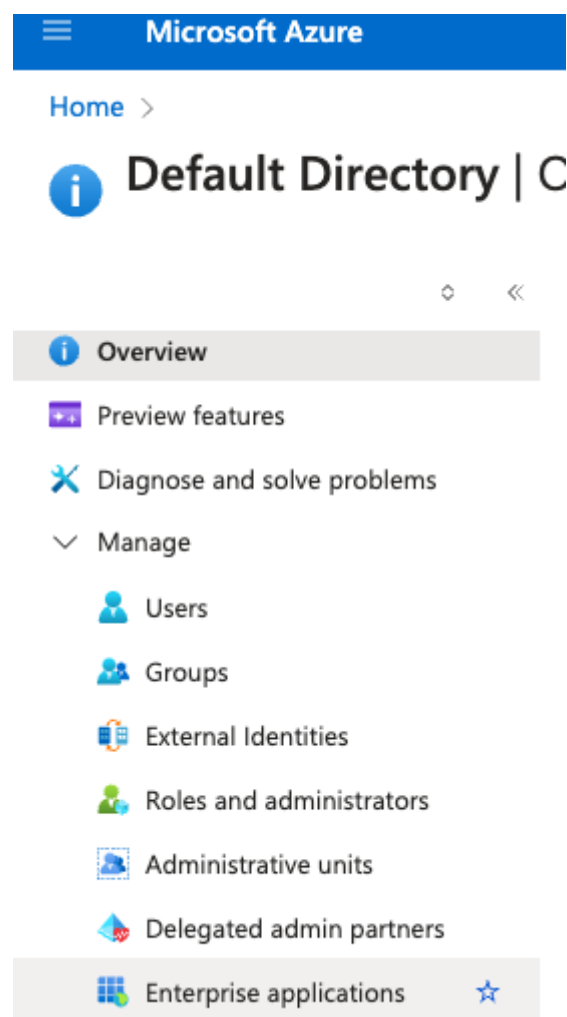 Microsoft Azure
Home >
Default Directory |
Overview
Preview features
Diagnose and solve problems
Manage
Users
Groups
External Identities
Roles and administrators
Administrative units
Delegated admin partners
Enterprise applications